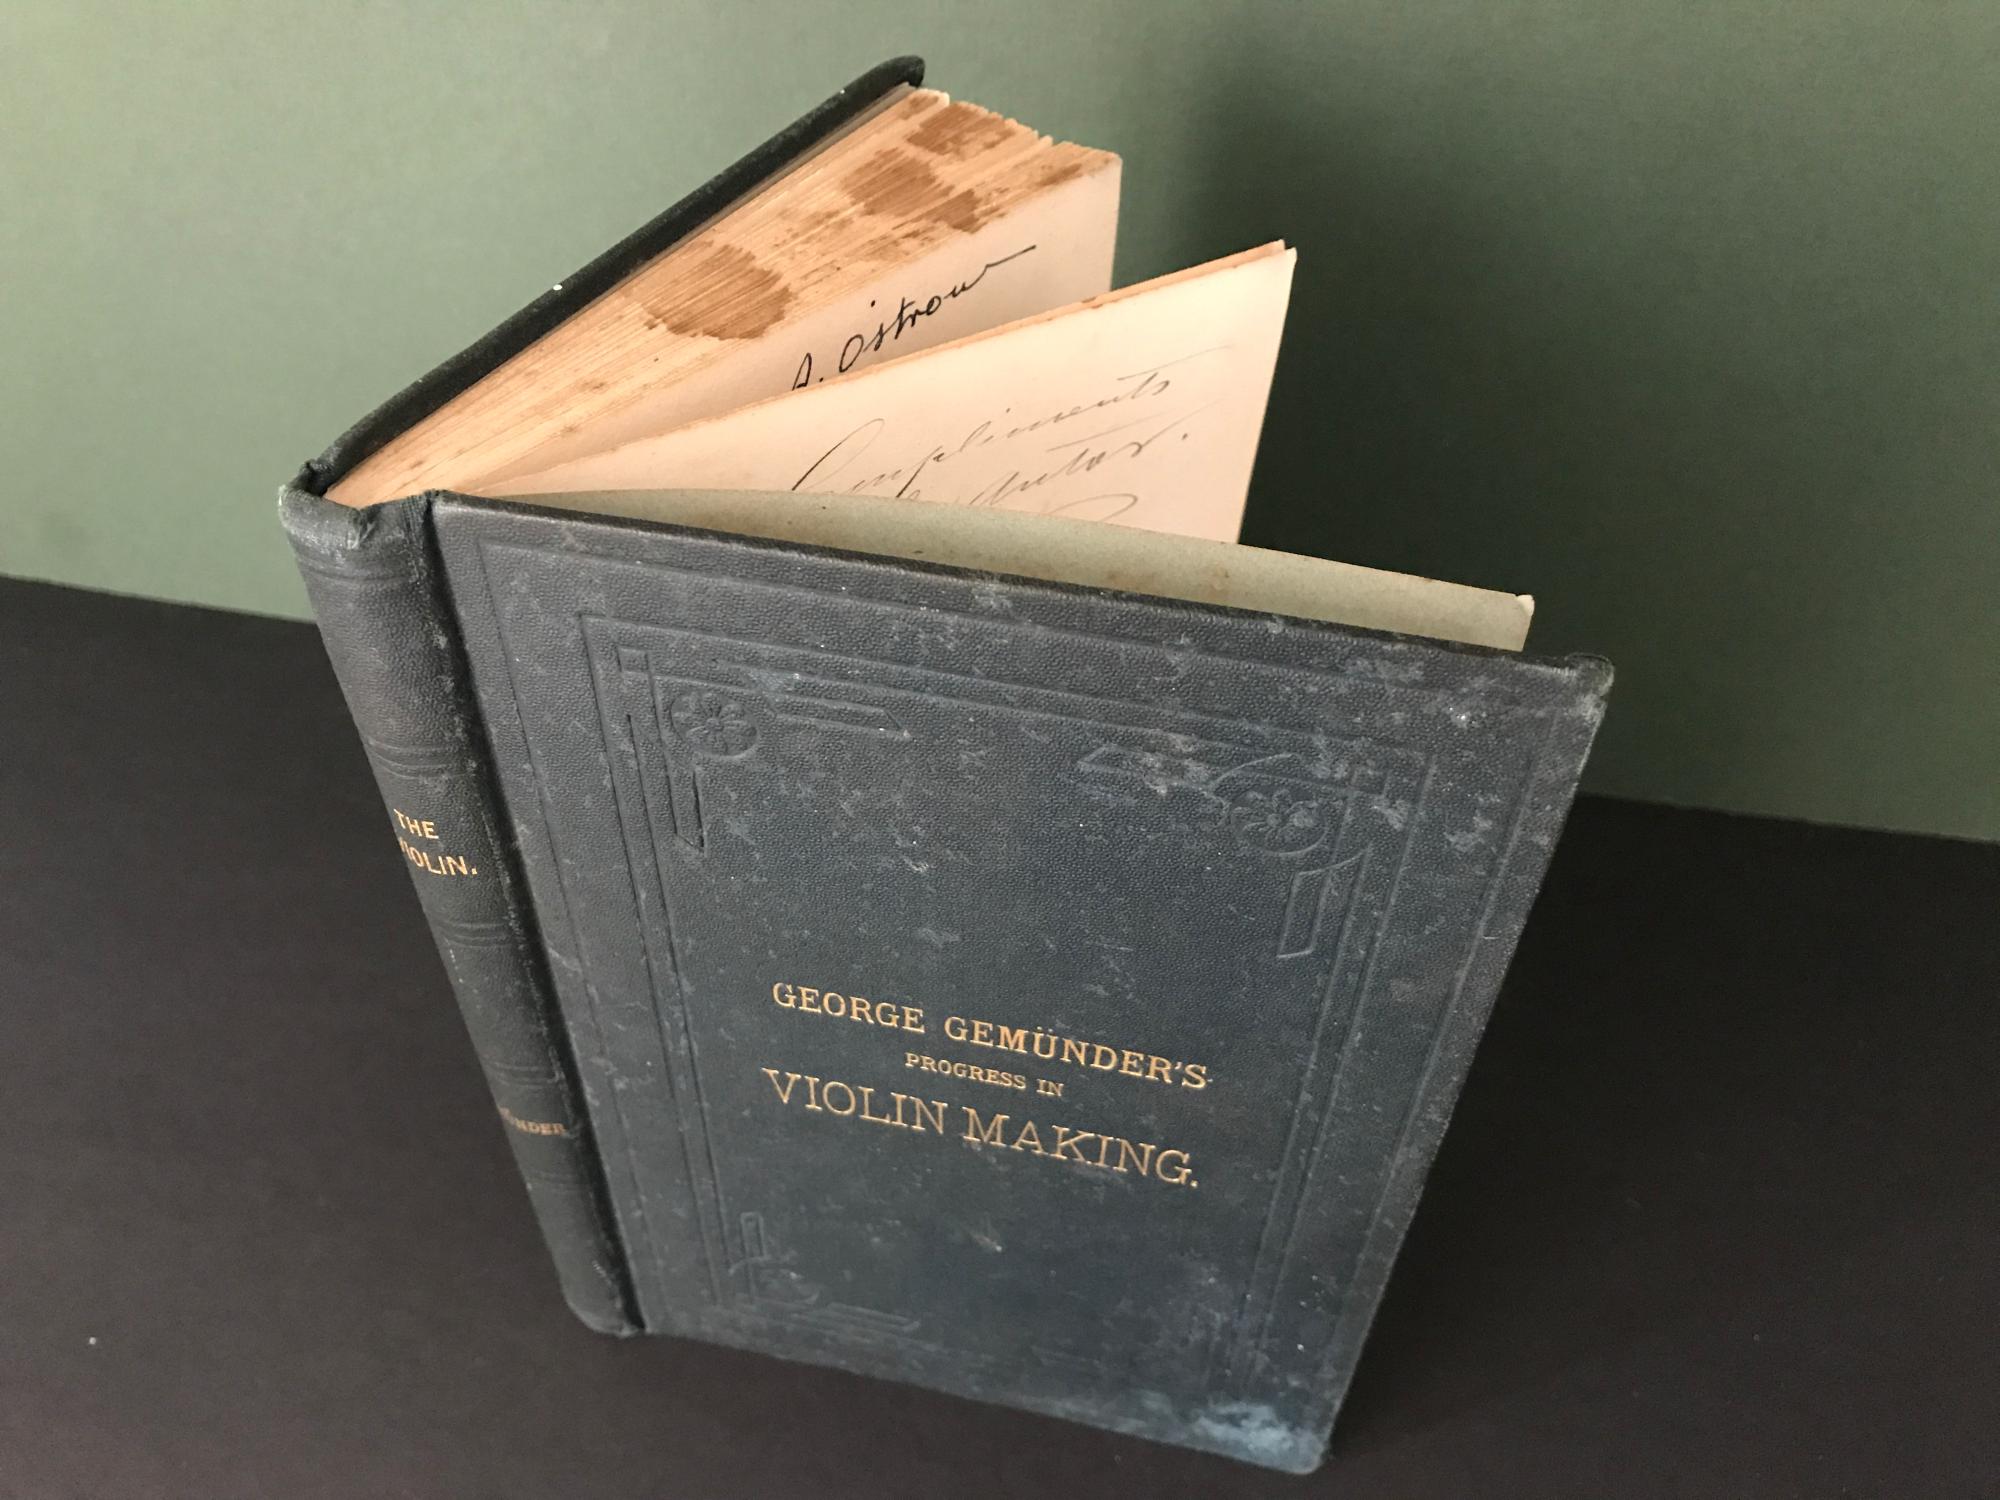 A. Ostrow
Compliments
THE
VIOLIN.
GEORGE GEMÜNDER'S
PROGRESS IN
VIOLIN MAKING.